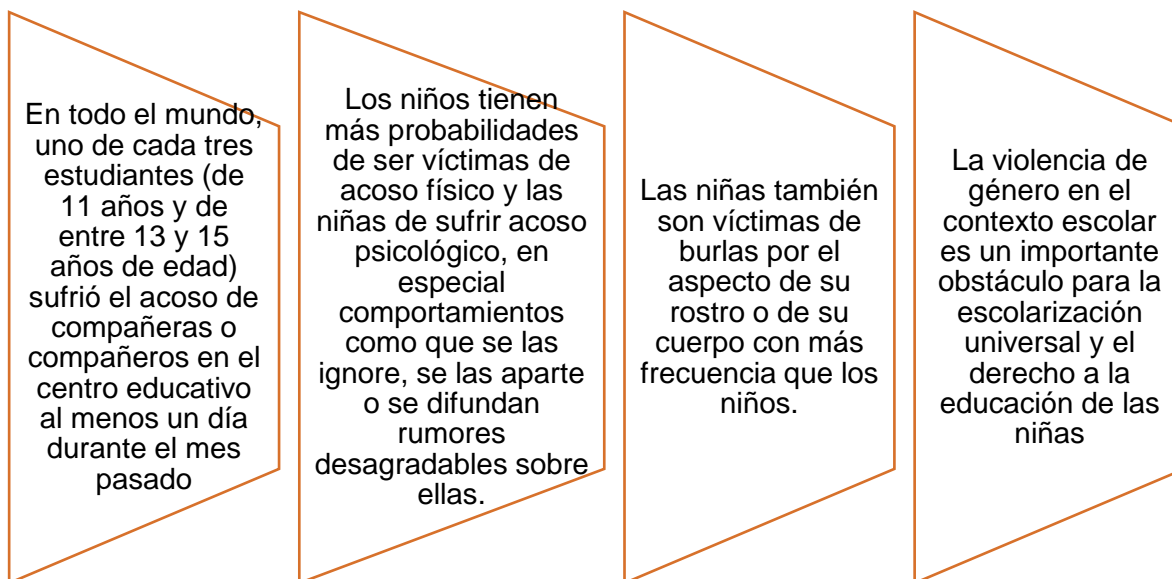 En todo el mundo,
uno de cada tres
estudiantes (de
11 años y de
entre 13 y 15
años de edad)
sufrió el acoso de
compañeras o
compañeros en el
centro educativo
al menos un día
durante el mes
pasado
Los niños tienen
más probabilidades
de ser víctimas de
acoso físico y las
niñas de sufrir acoso
psicológico, en
especial
comportamientos
como que se las
ignore, se las aparte
o se difundan
rumores
desagradables sobre
ellas.
Las niñas también
son víctimas de
burlas por el
aspecto de su
rostro o de su
cuerpo con más
frecuencia que los
niños.
La violencia de
género en el
contexto escolar
es un importante
obstáculo para la
escolarización
universal y el
derecho a la
educación de las
niñas